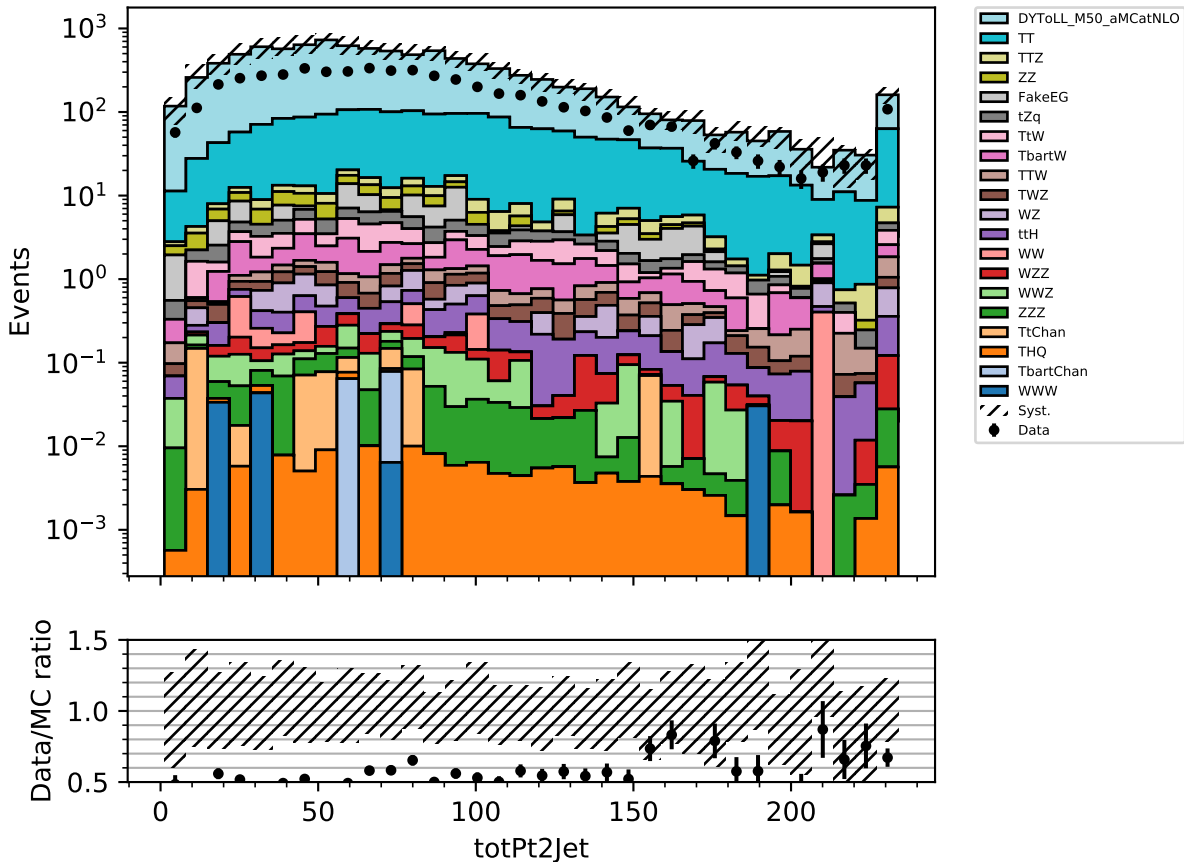 10³
10²
10¹
10⁰
10⁻¹
10⁻²
10⁻³
Events
DYToLL_M50_aMCatNLO
TT
TTZ
ZZ
FakeEG
tZq
TtW
TbartW
TTW
TWZ
WZ
ttH
WW
WZZ
WWZ
ZZZ
TtChan
THQ
TbartChan
WWW
Syst.
Data
1.5
1.0
0.5
Data/MC ratio
0 50 100 150 200
totPt2Jet